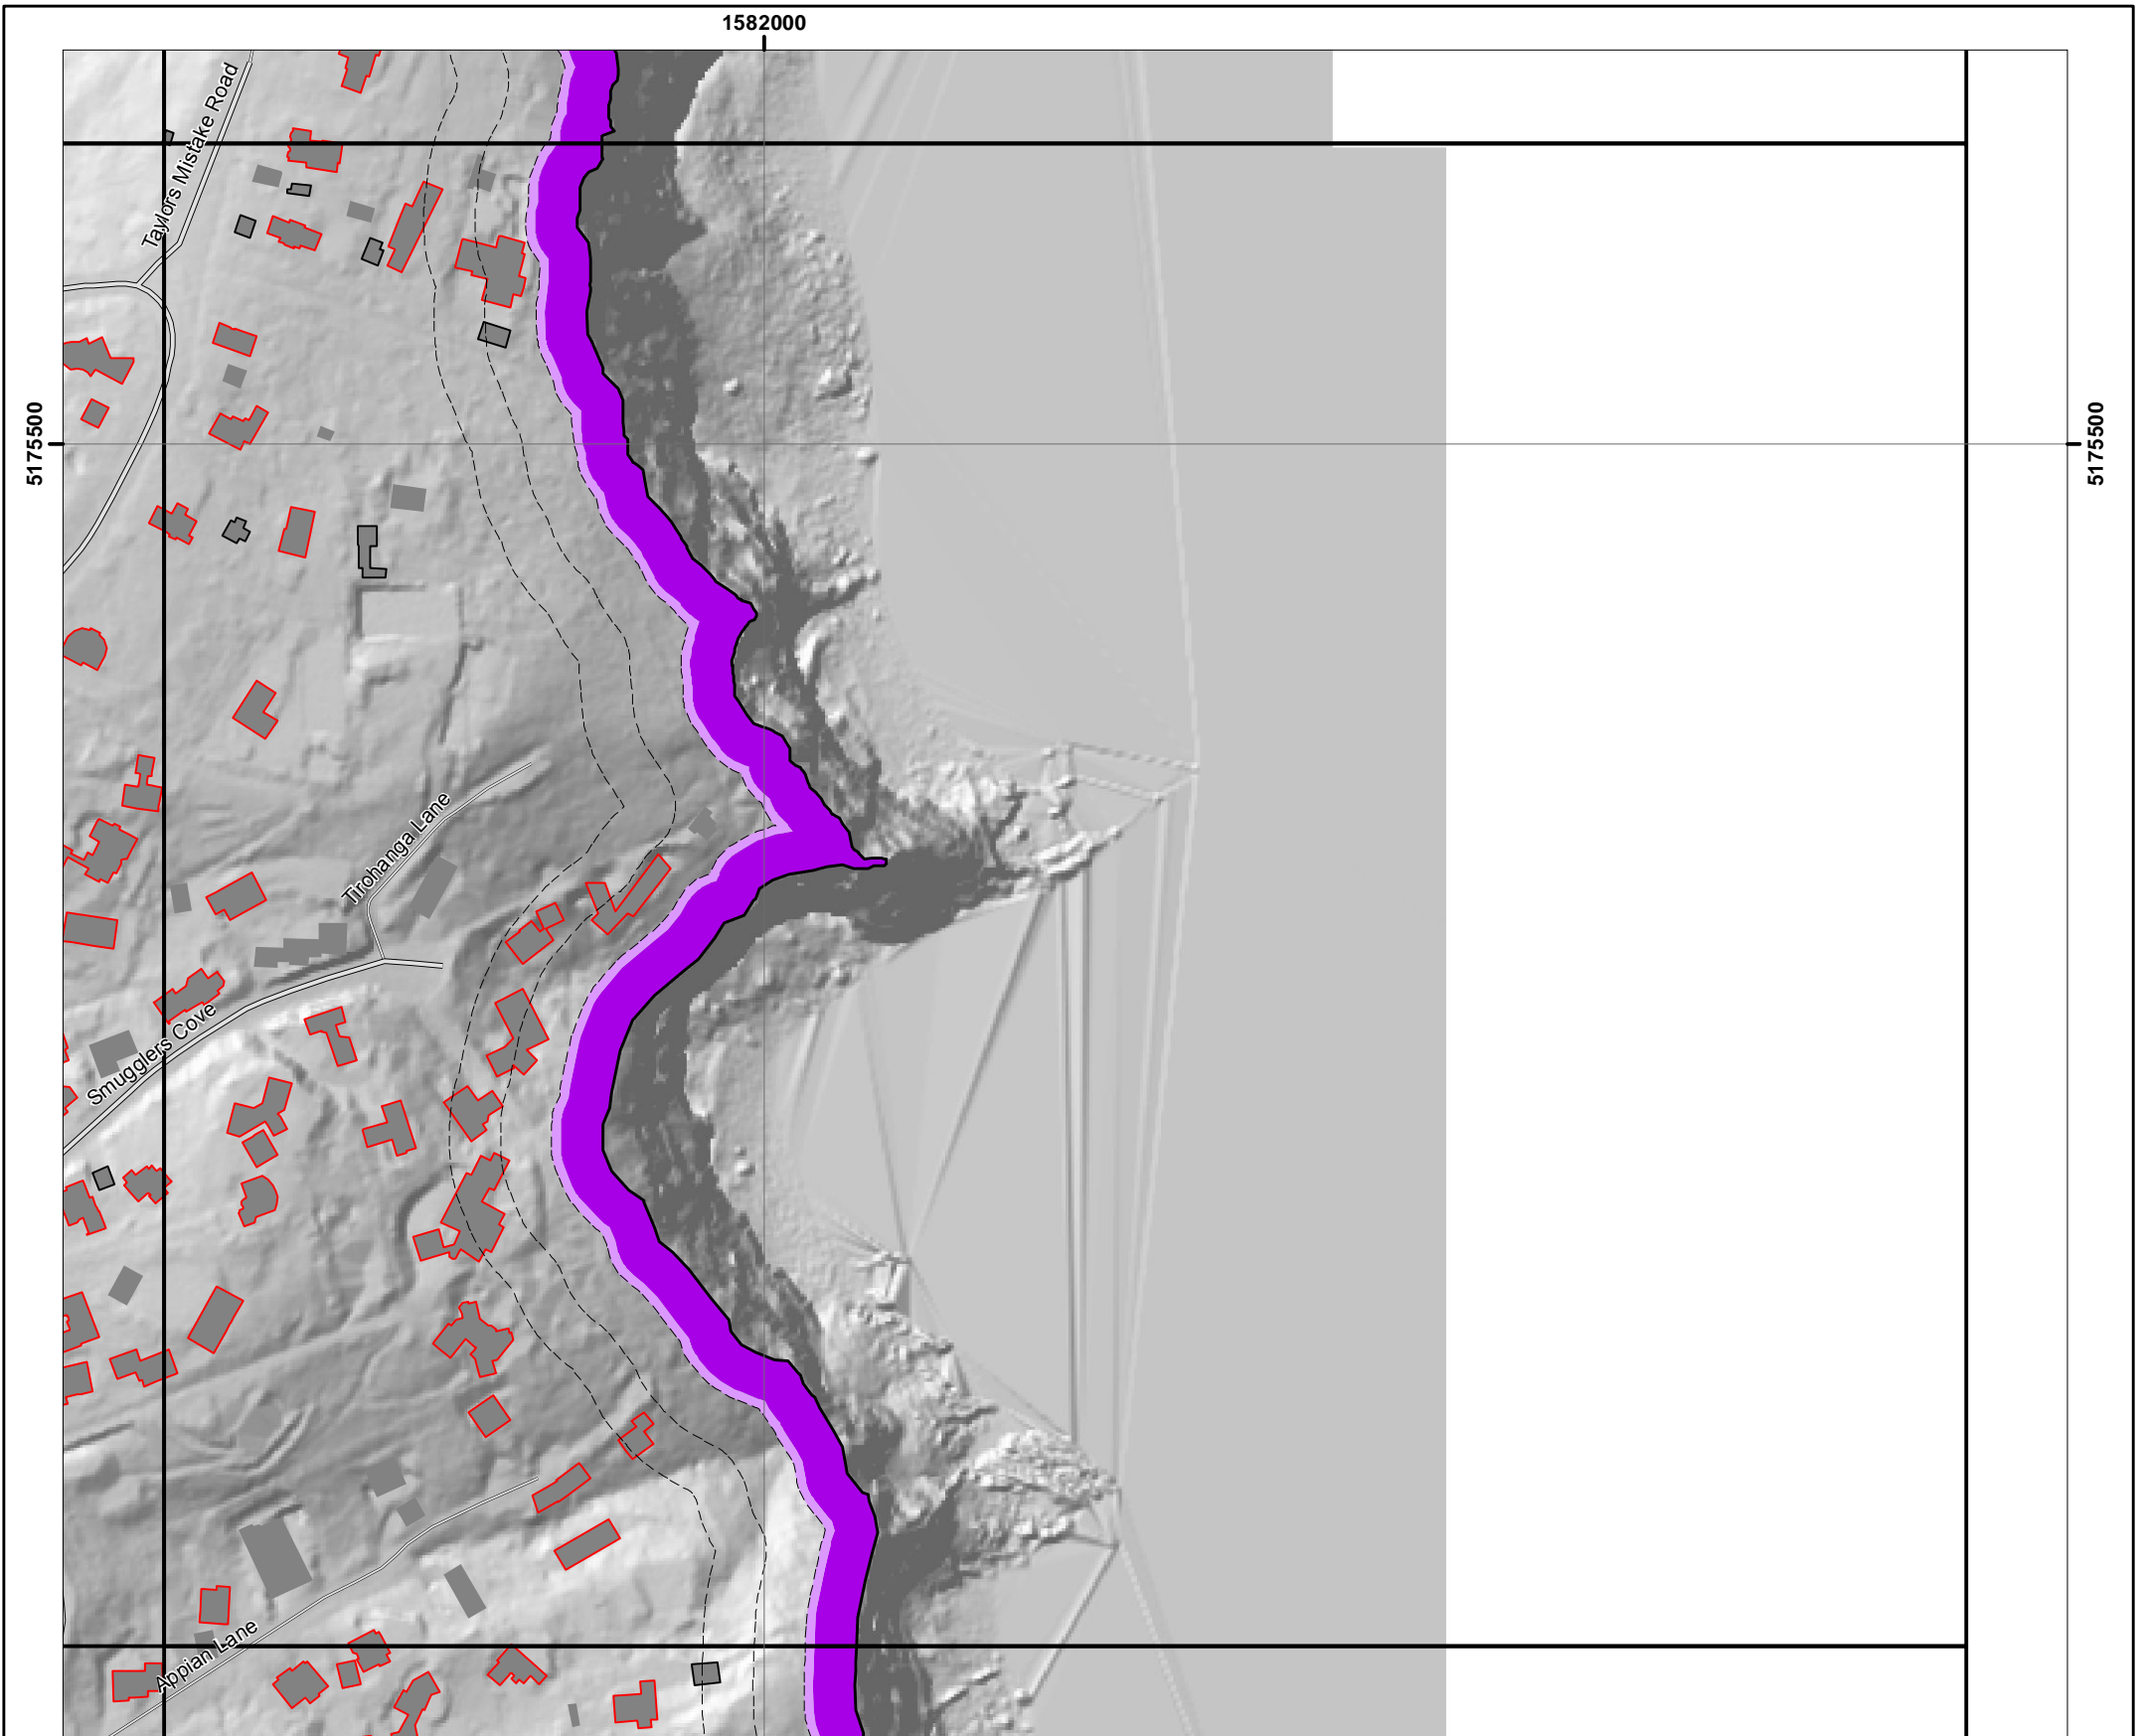 1582000
Taylors Mistake Road
5175500
5175500
Tirohanga Lane
Smugglers Cove
Appian Lane